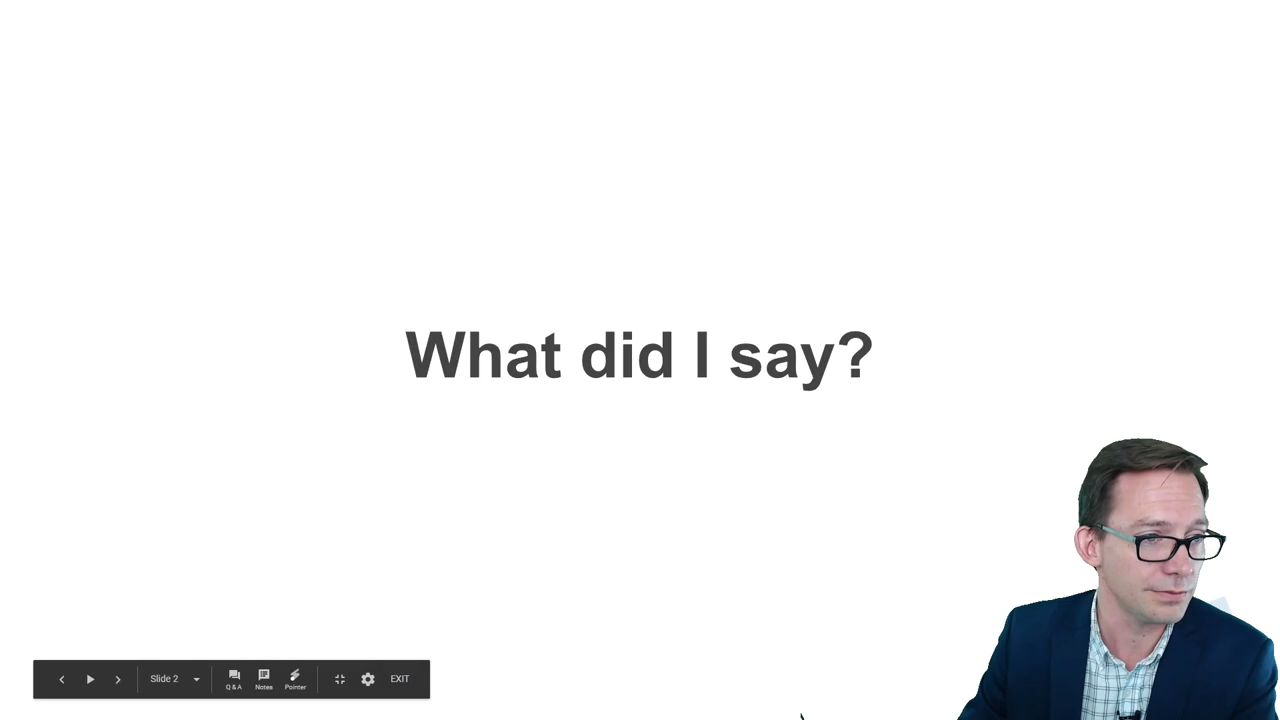 What did I say?
Slide 2
Q & A
Notes
Pointer
EXIT